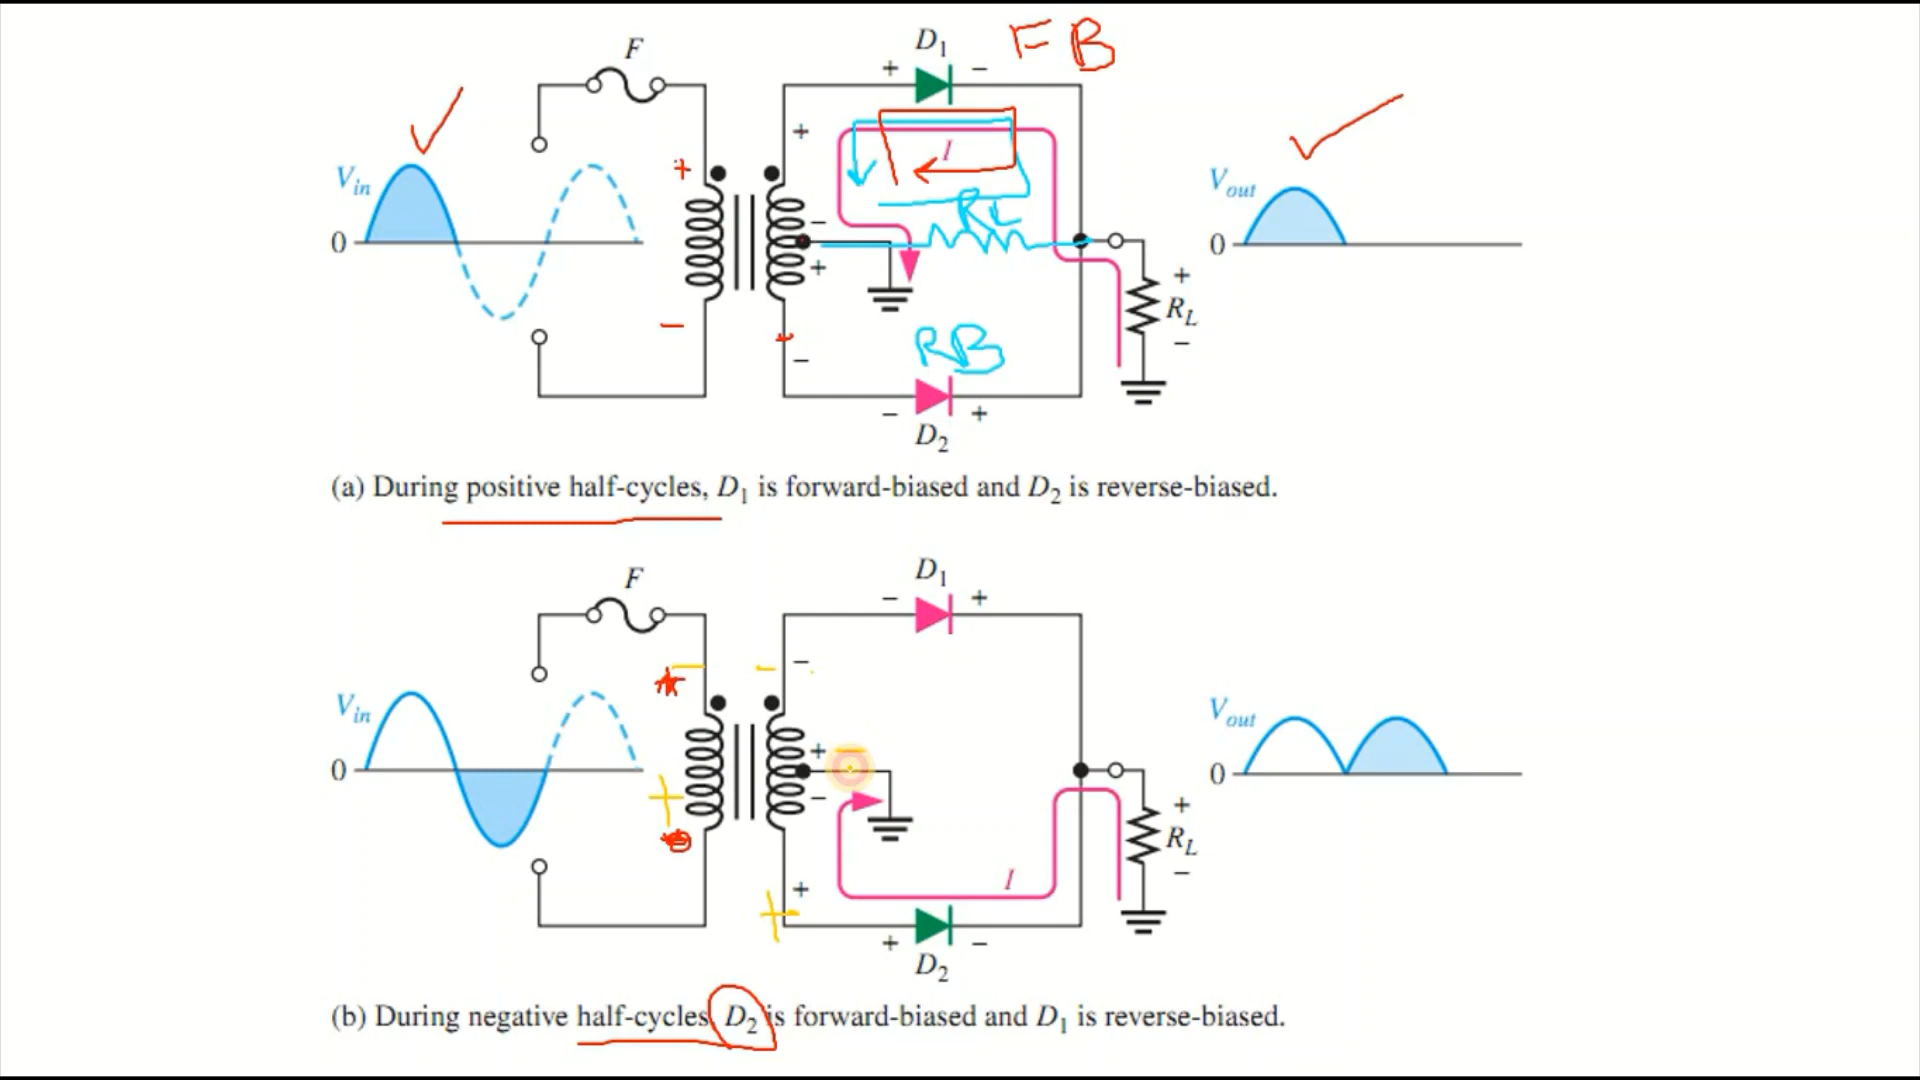 F
D1
F B
+ −
Vin
0
+
−
+
−
+
−
I
RL
RB
+
RL
−
− +
D2
Vout
0
(a) During positive half-cycles, D1 is forward-biased and D2 is reverse-biased.
F
D1
− +
Vin
0
−
+
−
−
+
−
+
+
I
+
RL
−
+ −
D2
Vout
0
(b) During negative half-cycles, D2 is forward-biased and D1 is reverse-biased.